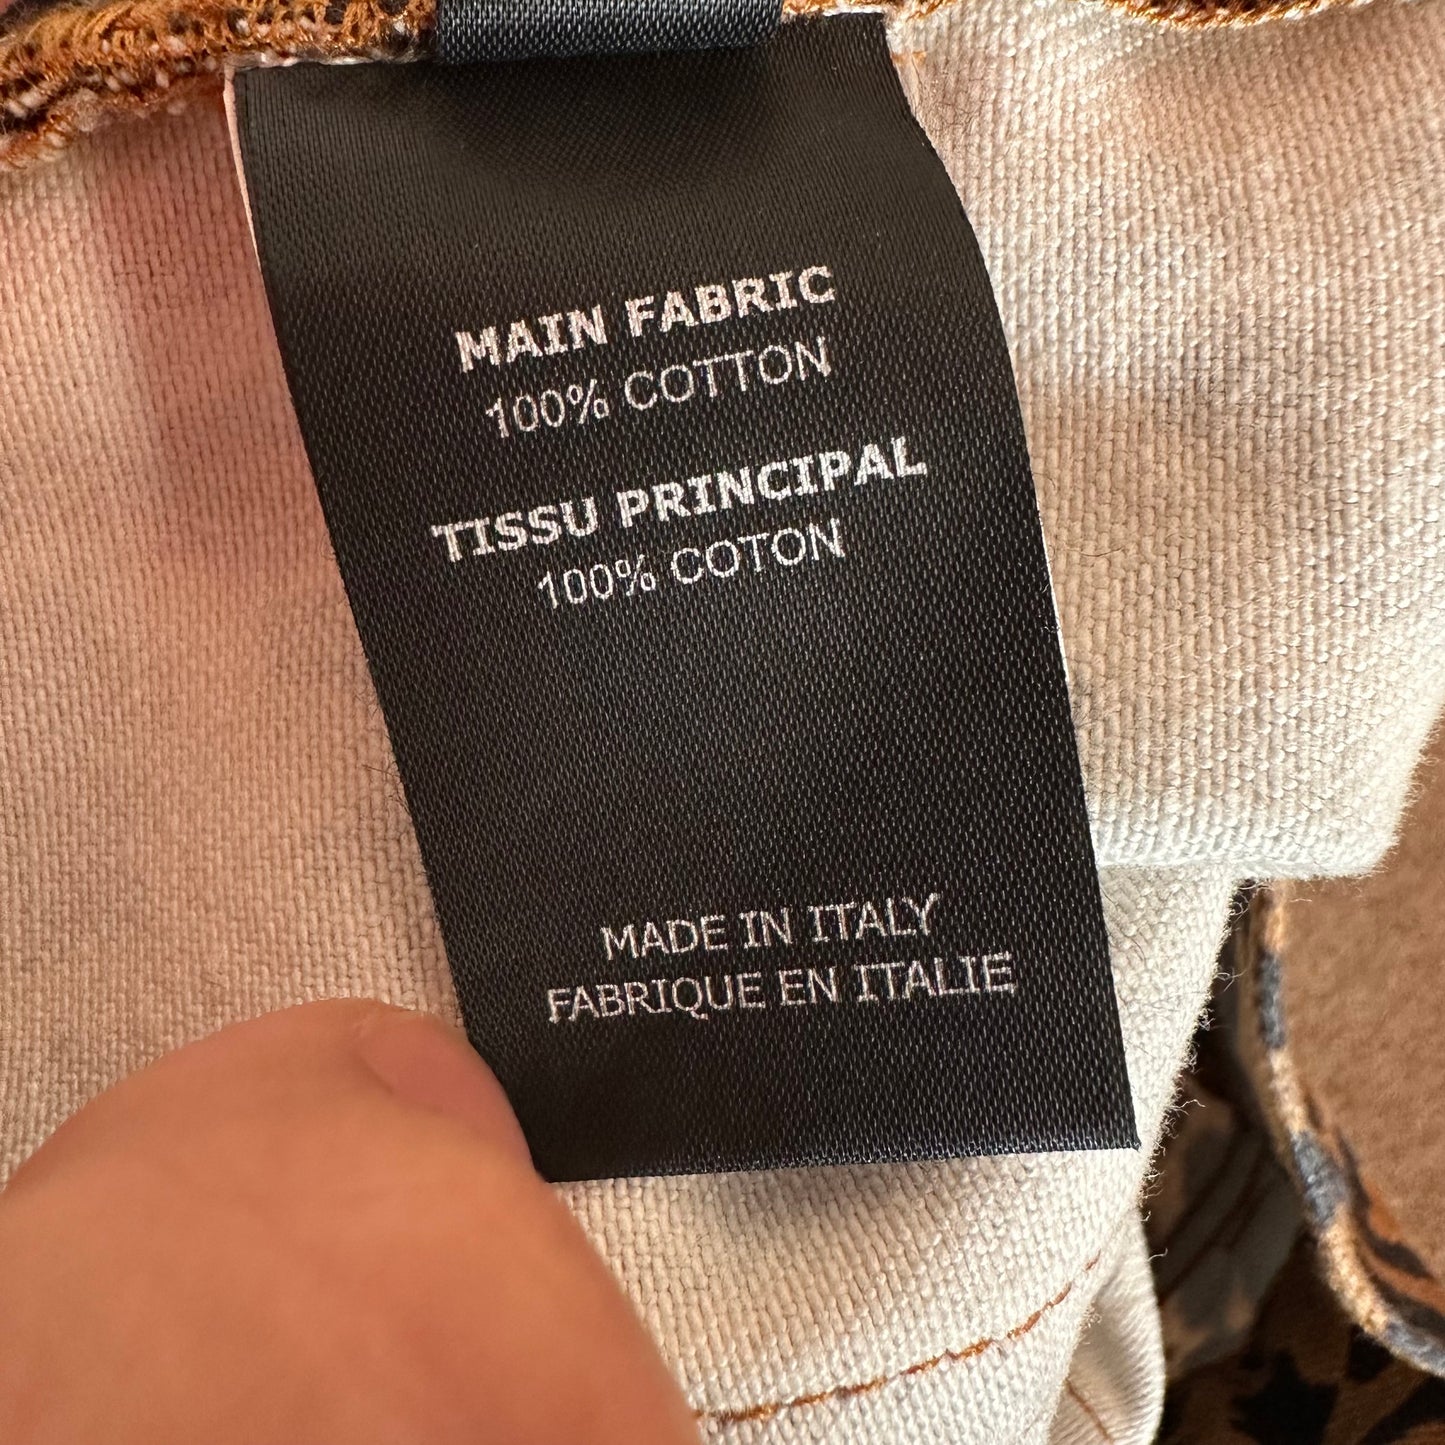 MAIN FABRIC
100% COTTON
TISSU PRINCIPAL
100% COTON
MADE IN ITALY
FABRIQUE EN ITALIE